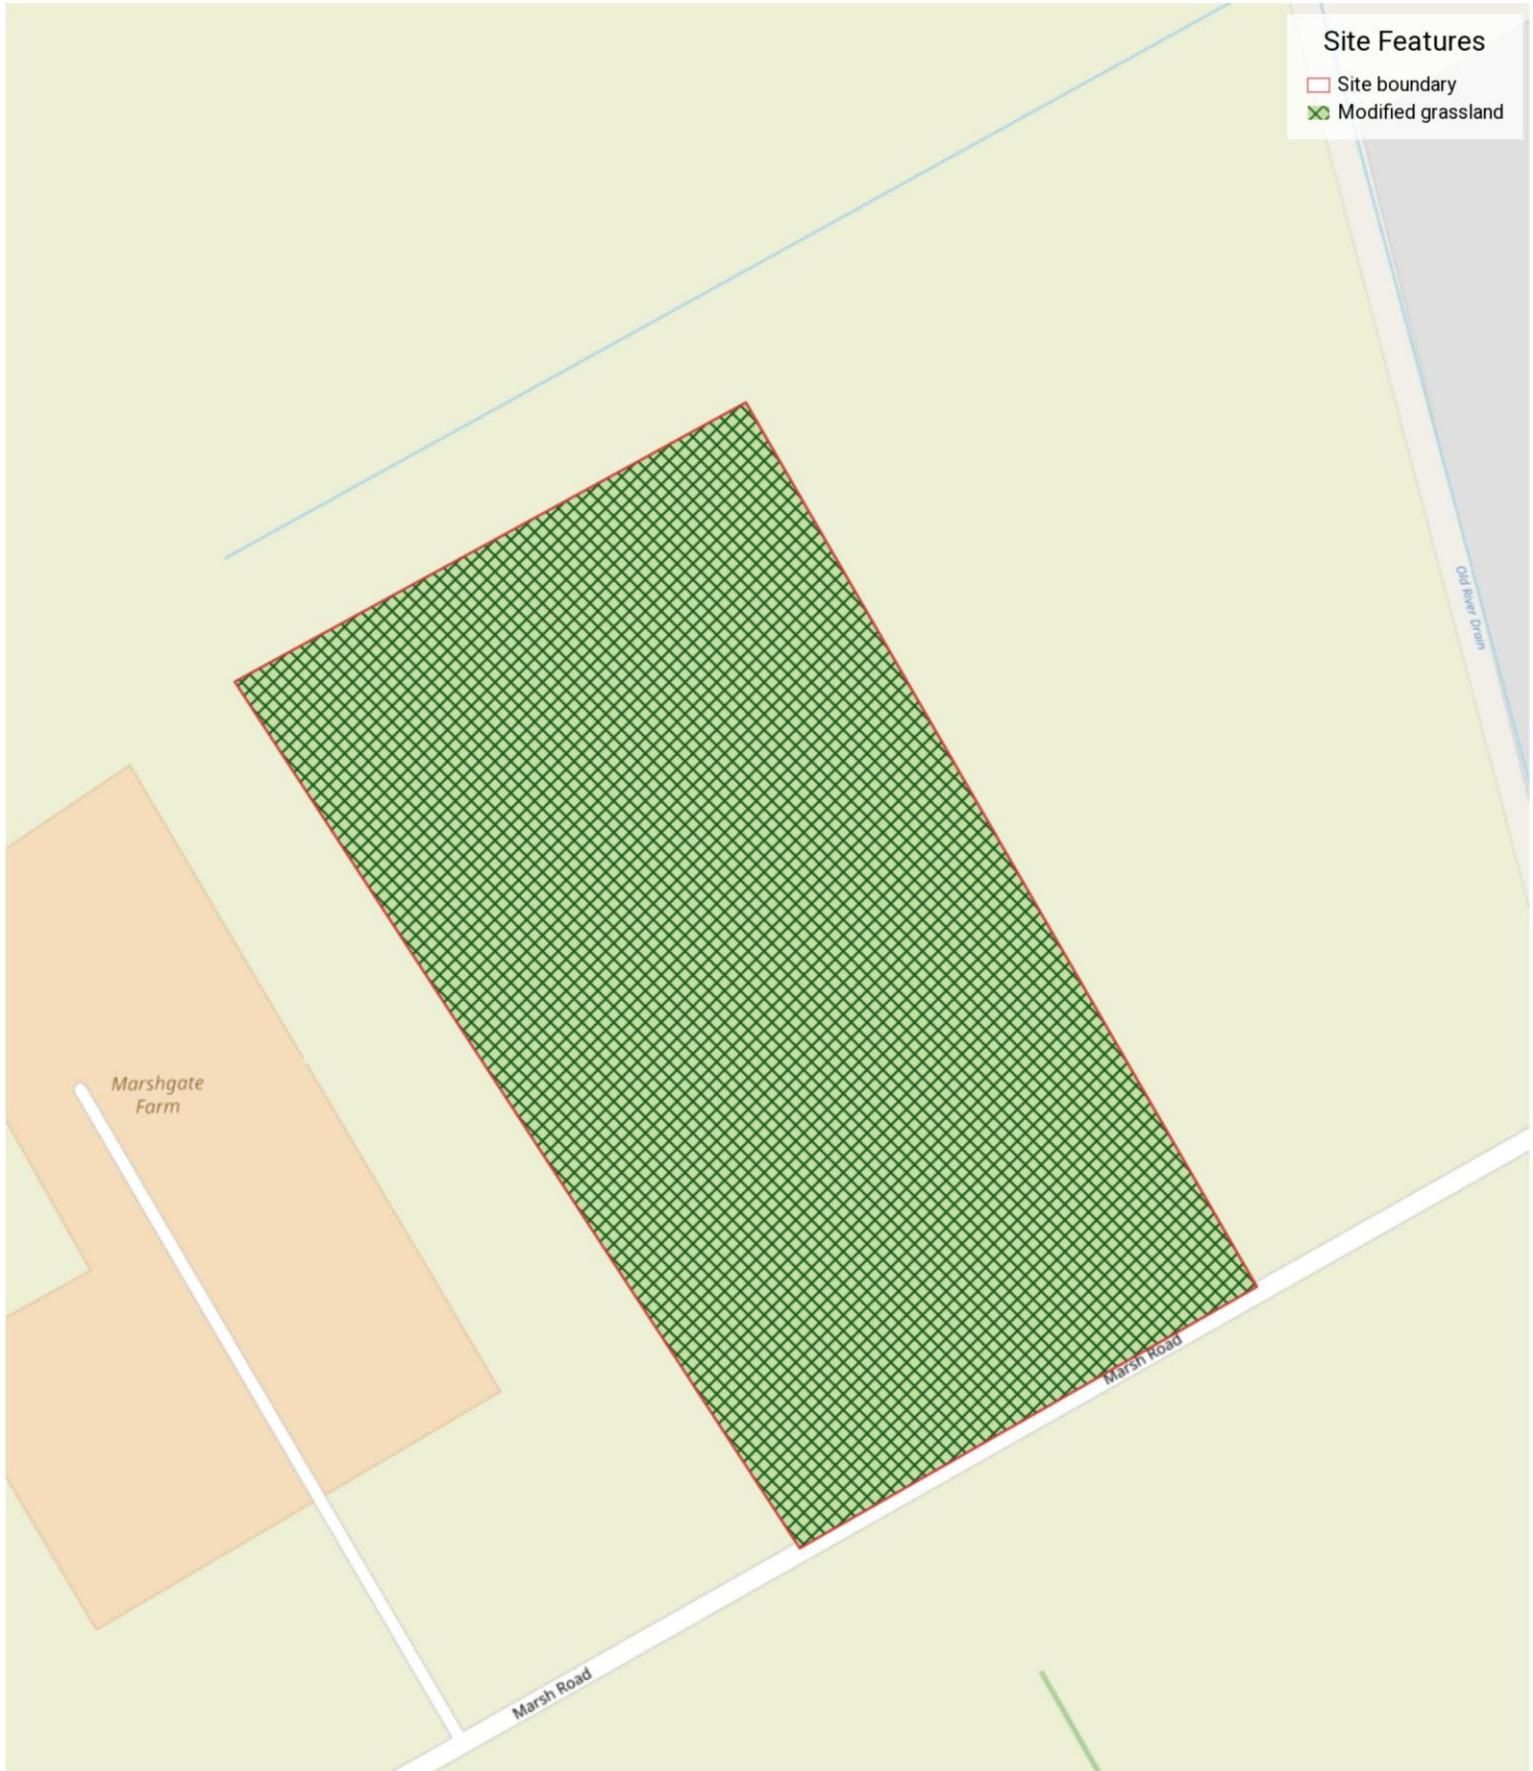 Site Features
Site boundary
Modified grassland
Old River Drain
Marshgate
Farm
Marsh Road
Marsh Road